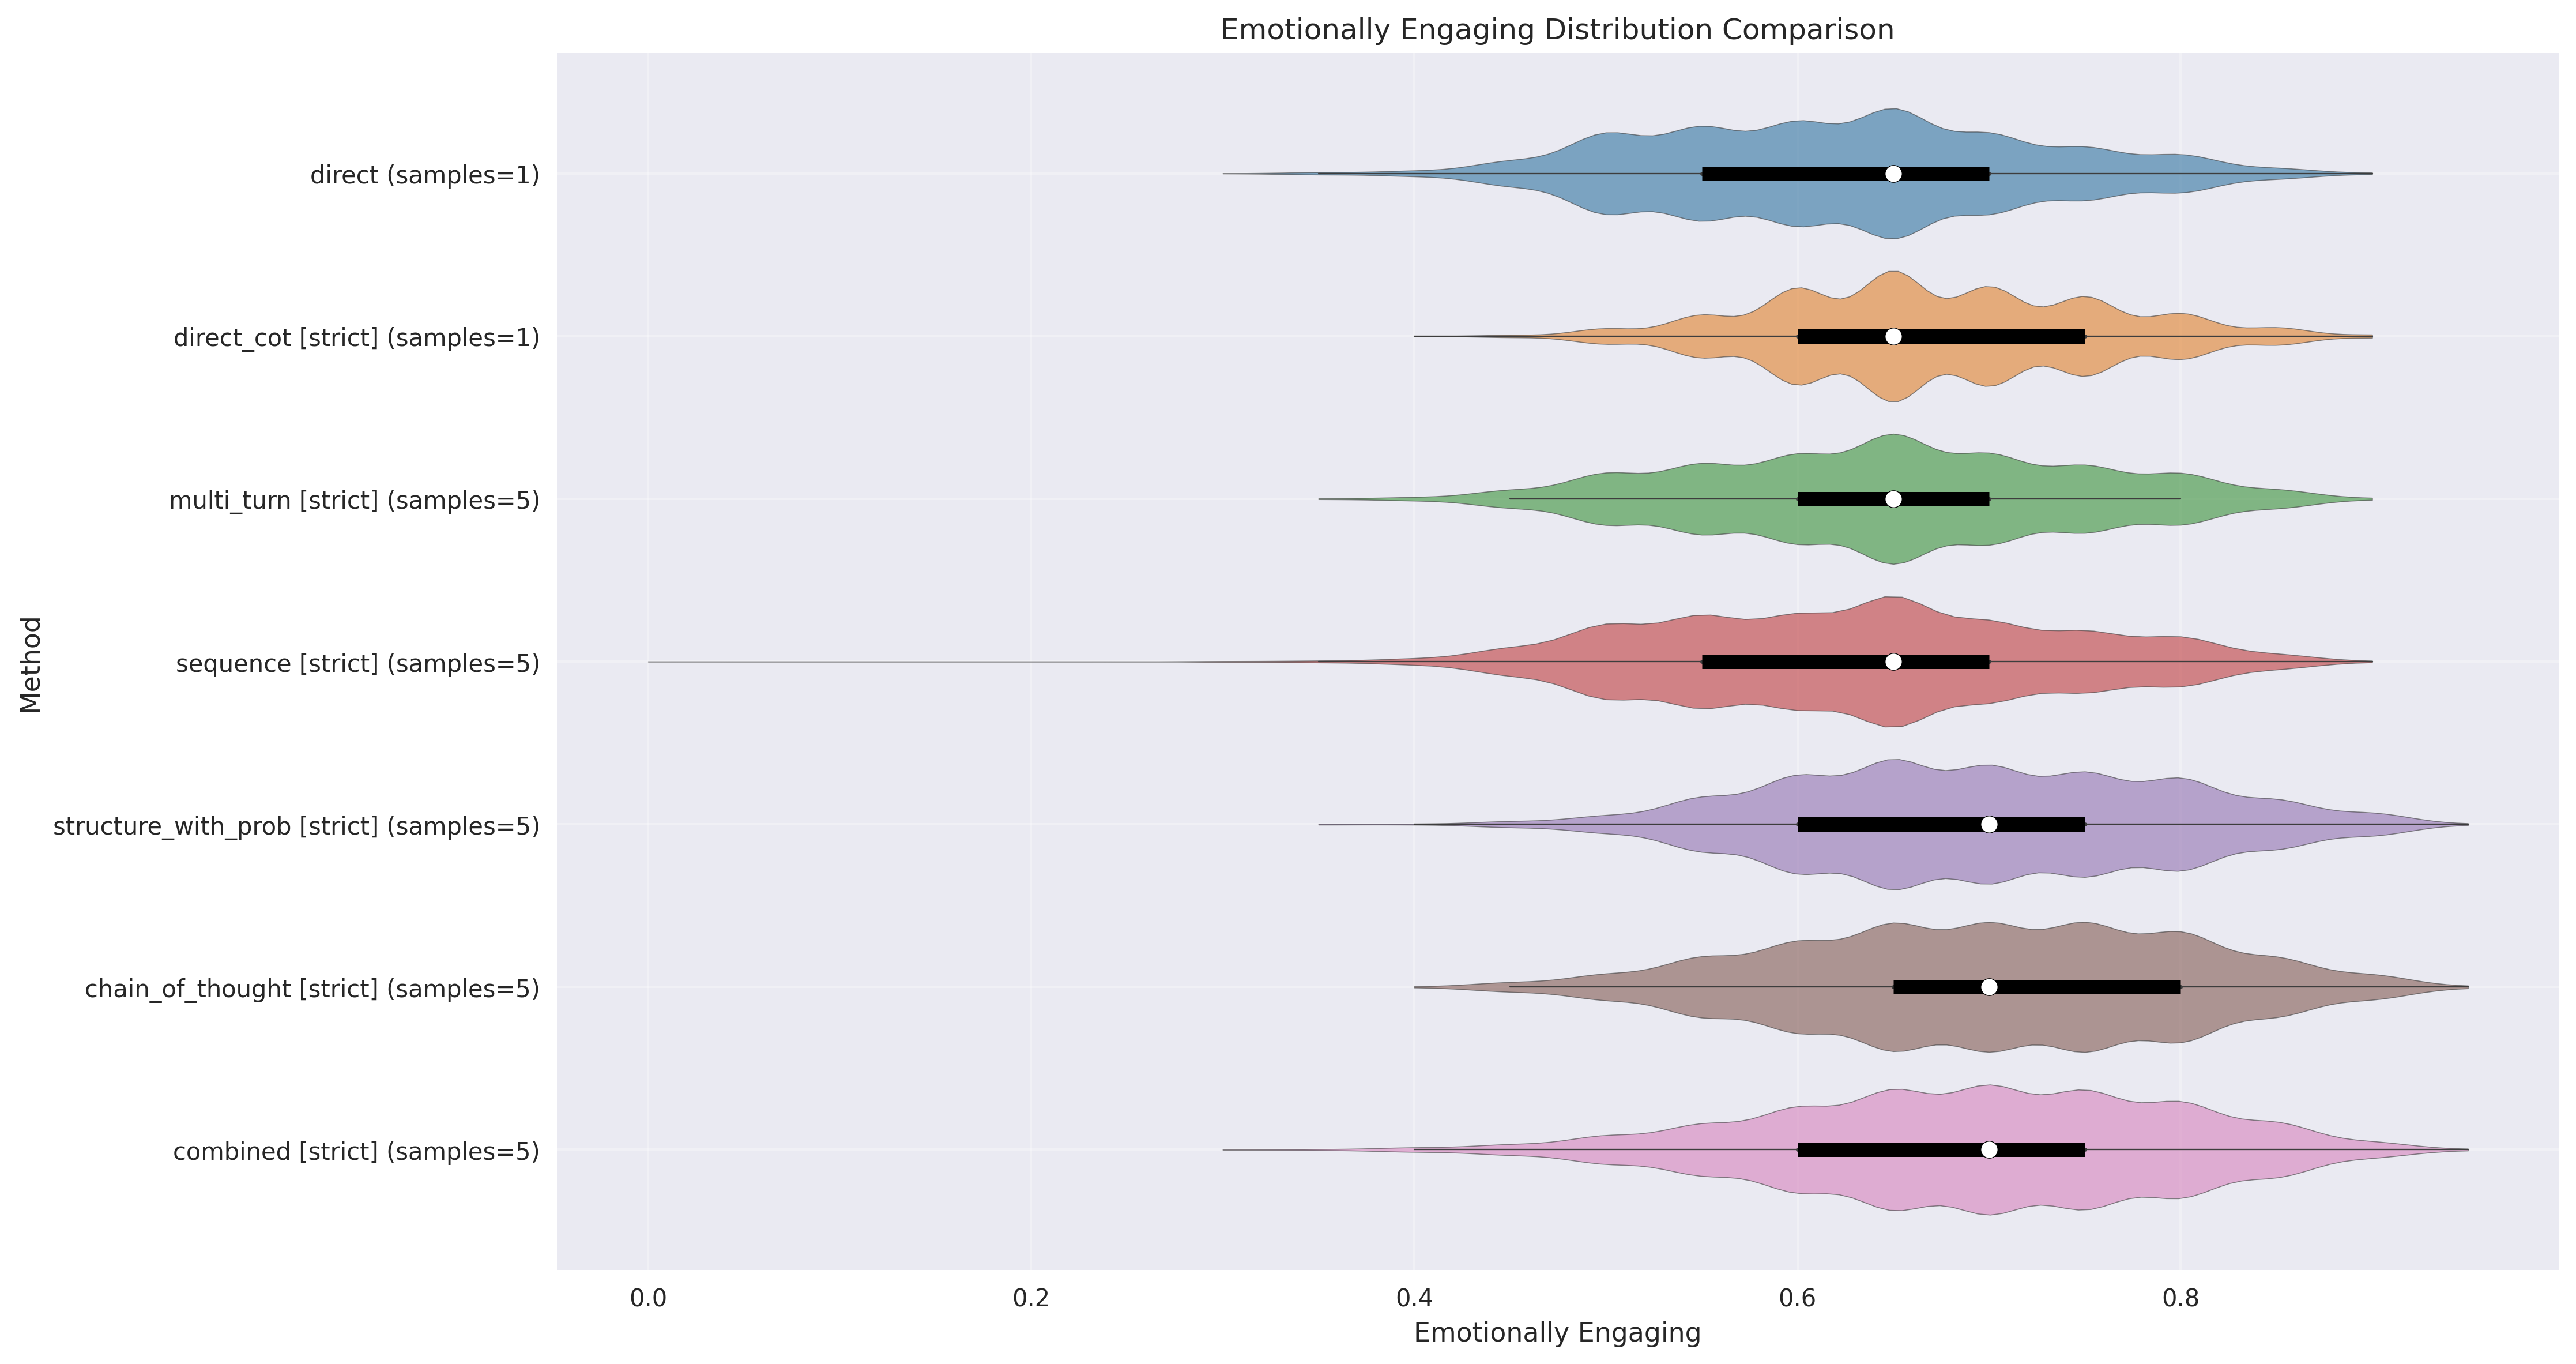 Emotionally Engaging Distribution Comparison
Method
direct (samples=1)
direct_cot [strict] (samples=1)
multi_turn [strict] (samples=5)
sequence [strict] (samples=5)
structure_with_prob [strict] (samples=5)
chain_of_thought [strict] (samples=5)
combined [strict] (samples=5)
0.0 0.2 0.4 0.6 0.8
Emotionally Engaging